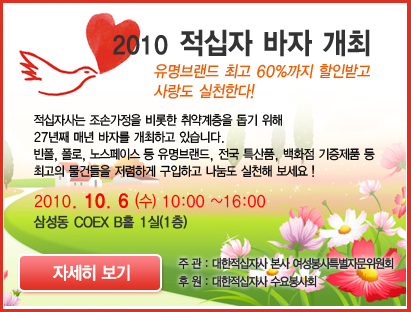 2010 적십자 바자 개최
유명브랜드 최고 60%까지 할인받고
사랑도 실천한다!
적십자사는 조손가정을 비롯한 취약계층을 돕기 위해
27년째 매년 바자를 개최하고 있습니다.
빈폴, 폴로, 노스페이스 등 유명브랜드, 전국 특산품, 백화점 기증제품 등
최고의 물건들을 저렴하게 구입하고 나눔도 실천해 보세요 !
2010. 10. 6 (수) 10:00 ~16:00
삼성동 COEX B홀 1실(1층)
자세히 보기
주 관 : 대한적십자사 본사 여성봉사특별자문위원회
후 원 : 대한적십자사 수요봉사회